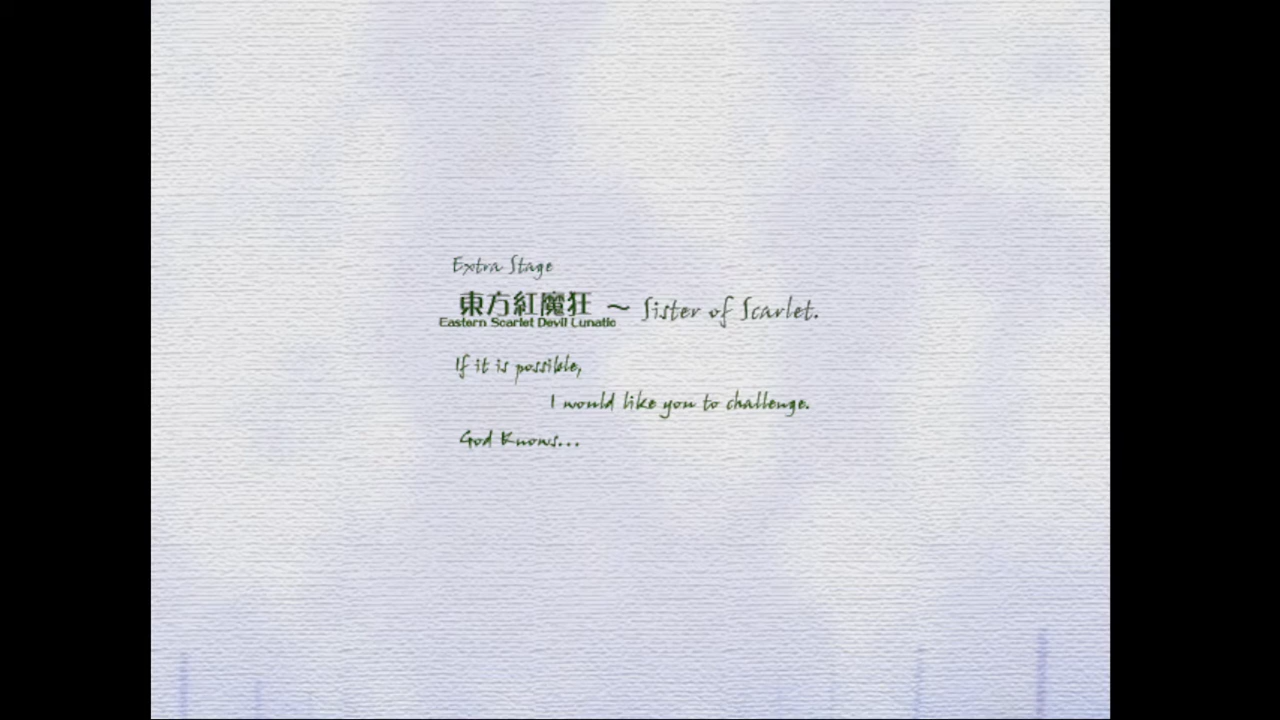 Extra Stage
東方紅魔狂 ～ Sister of Scarlet.
Eastern Scarlet Devil Lunatic
If it is possible,
I would like you to challenge.
God Knows...